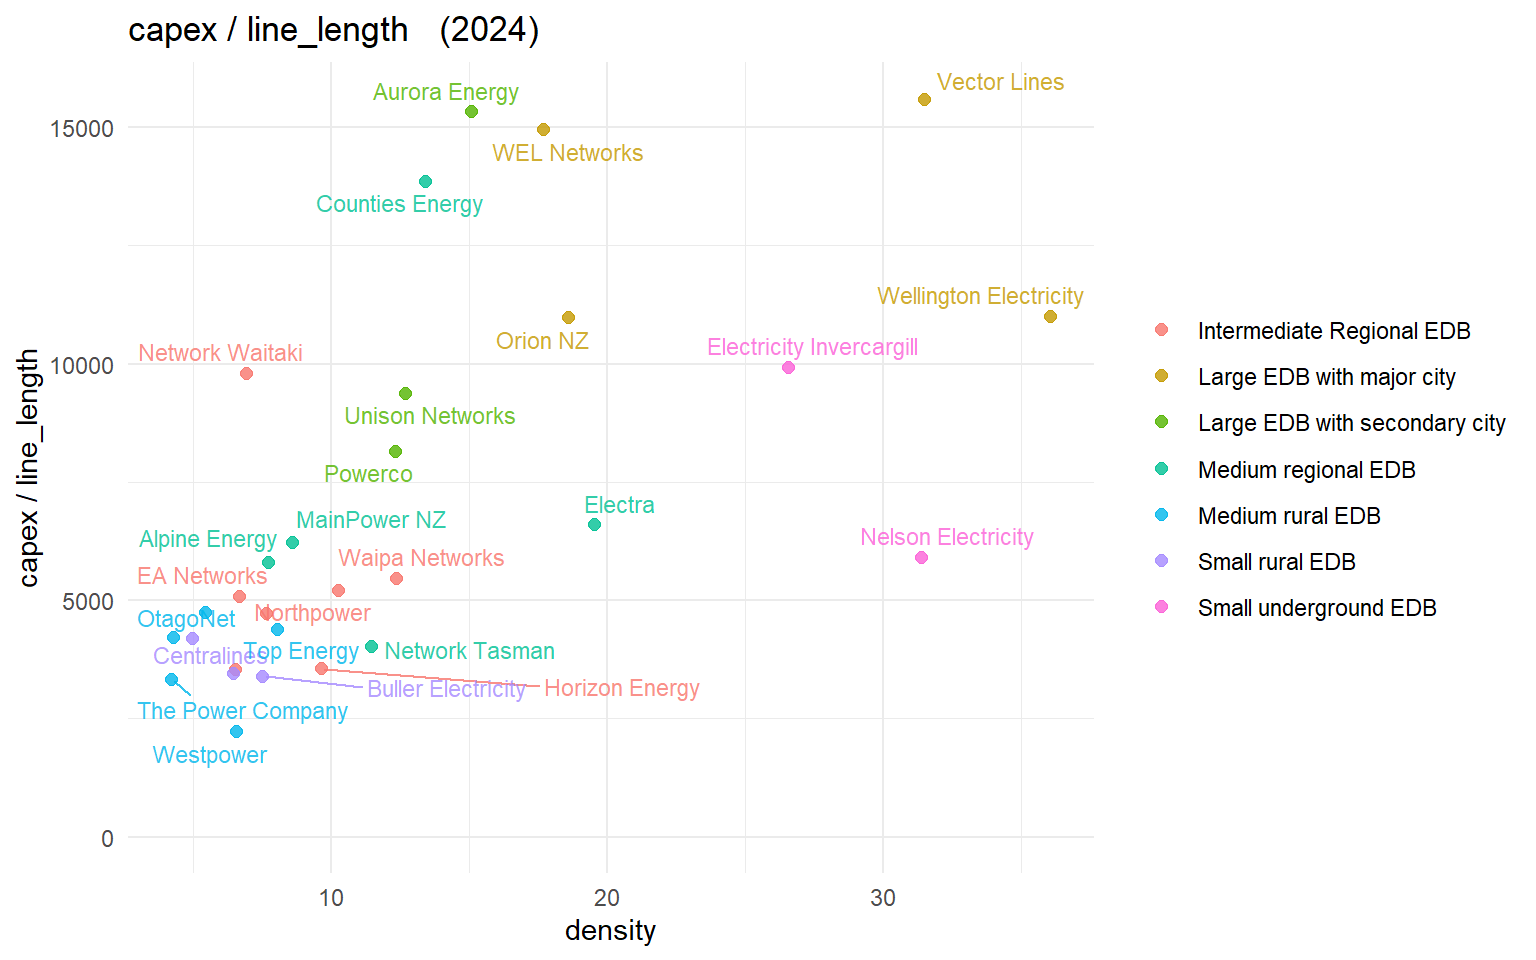 capex / line_length (2024)
Vector Lines
Aurora Energy
15000
WEL Networks
Counties Energy
Wellington Electricity
Orion NZ
Electricity Invercargill
Network Waitaki
10000
Unison Networks
Powerco
Electra
MainPower NZ
Alpine Energy
Nelson Electricity
Waipa Networks
EA Networks
5000
Northpower
OtagoNet
Top Energy
Network Tasman
Centralines
Buller Electricity
Horizon Energy
The Power Company
Westpower
0
10
20
30
density
capex / line_length
Intermediate Regional EDB
Large EDB with major city
Large EDB with secondary city
Medium regional EDB
Medium rural EDB
Small rural EDB
Small underground EDB